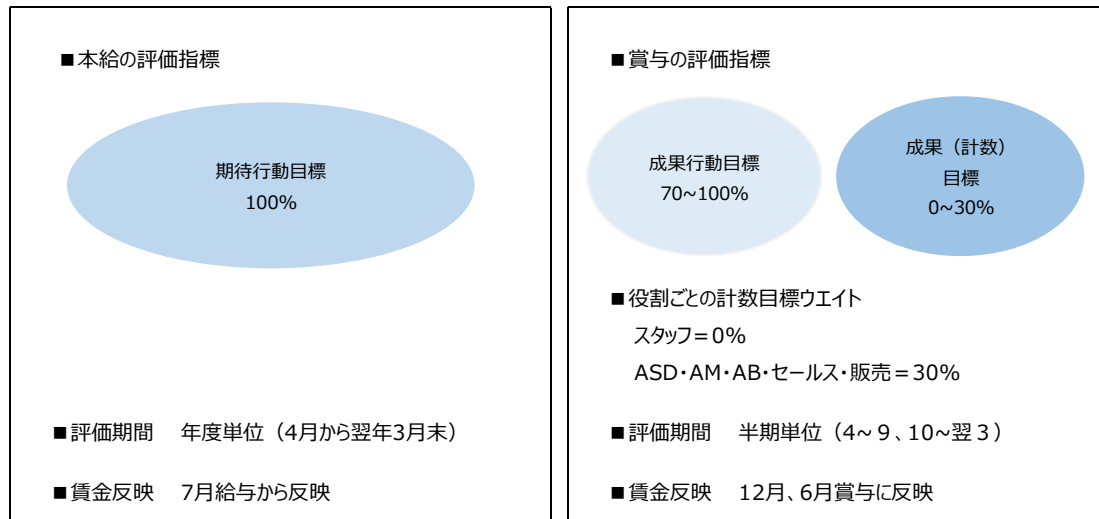 ■本給の評価指標
期待行動目標
100%
■評価期間　年度単位（4月から翌年3月末）
■賃金反映　7月給与から反映
■賞与の評価指標
成果行動目標
70~100%
成果（計数）
目標
0~30%
■役割ごとの計数目標ウエイト
スタッフ＝0%
ASD・AM・AB・セールス・販売＝30%
■評価期間　半期単位（4~９、10~翌３）
■賃金反映　12月、6月賞与に反映